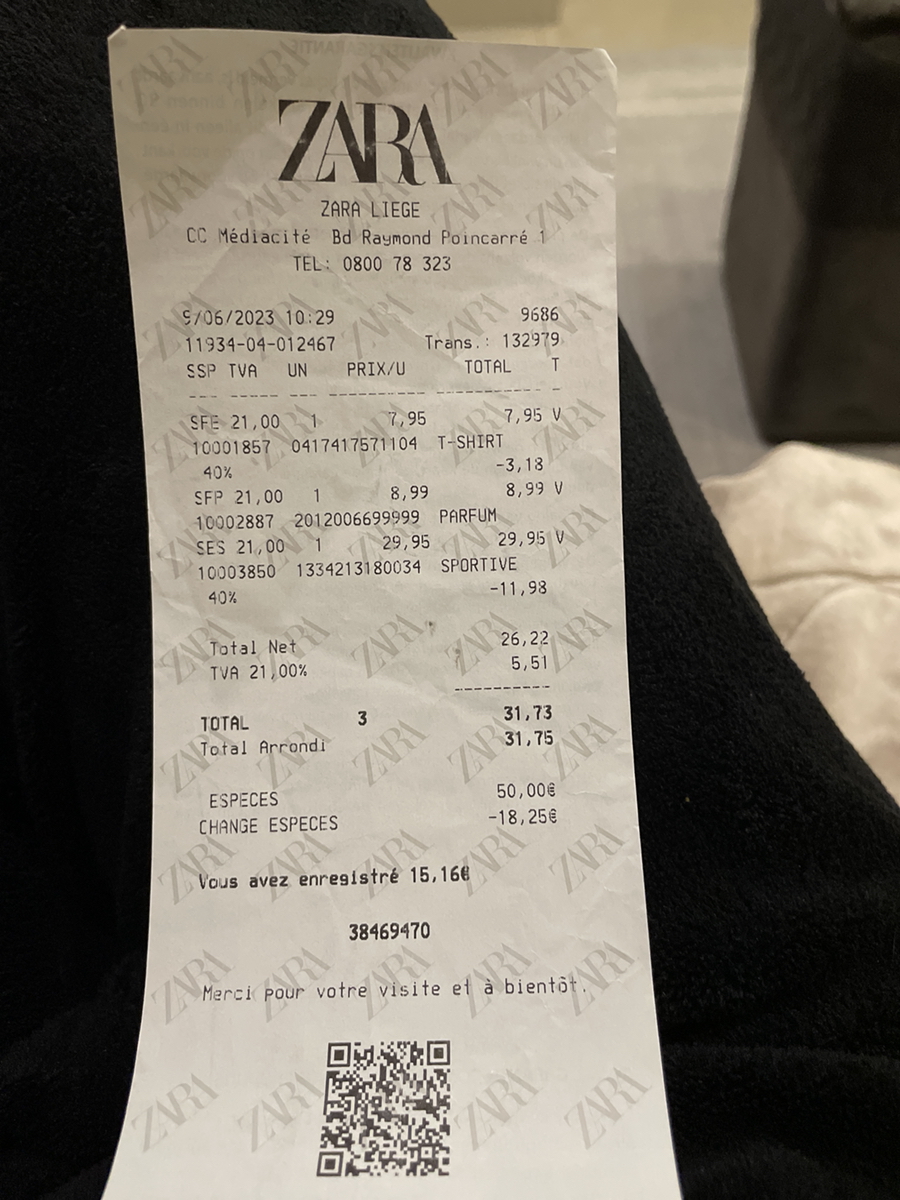 ZARA
ZARA LIEGE
CC Médiacité Bd Raymond Poincarré 1
TEL: 0800 78 323
9/06/2023 10:29 9686
11934-04-012467 Trans.: 132979
SSP TVA UN PRIX/U TOTAL T
SFE 21,00 1 7,95 7,95 V
10001857 0417417571104 T-SHIRT
40% -3,18
SFP 21,00 1 8,99 8,99 V
10002887 2012006699999 PARFUM
SES 21,00 1 29,95 29,95 V
10003850 1334213180034 SPORTIVE
40% -11,98
Total Net 26,22
TVA 21,00% 5,51
TOTAL 3 31,73
Total Arrondi 31,75
ESPECES 50,00€
CHANGE ESPECES -18,25€
Vous avez enregistré 15,16€
38469470
Merci pour votre visite et à bientôt.